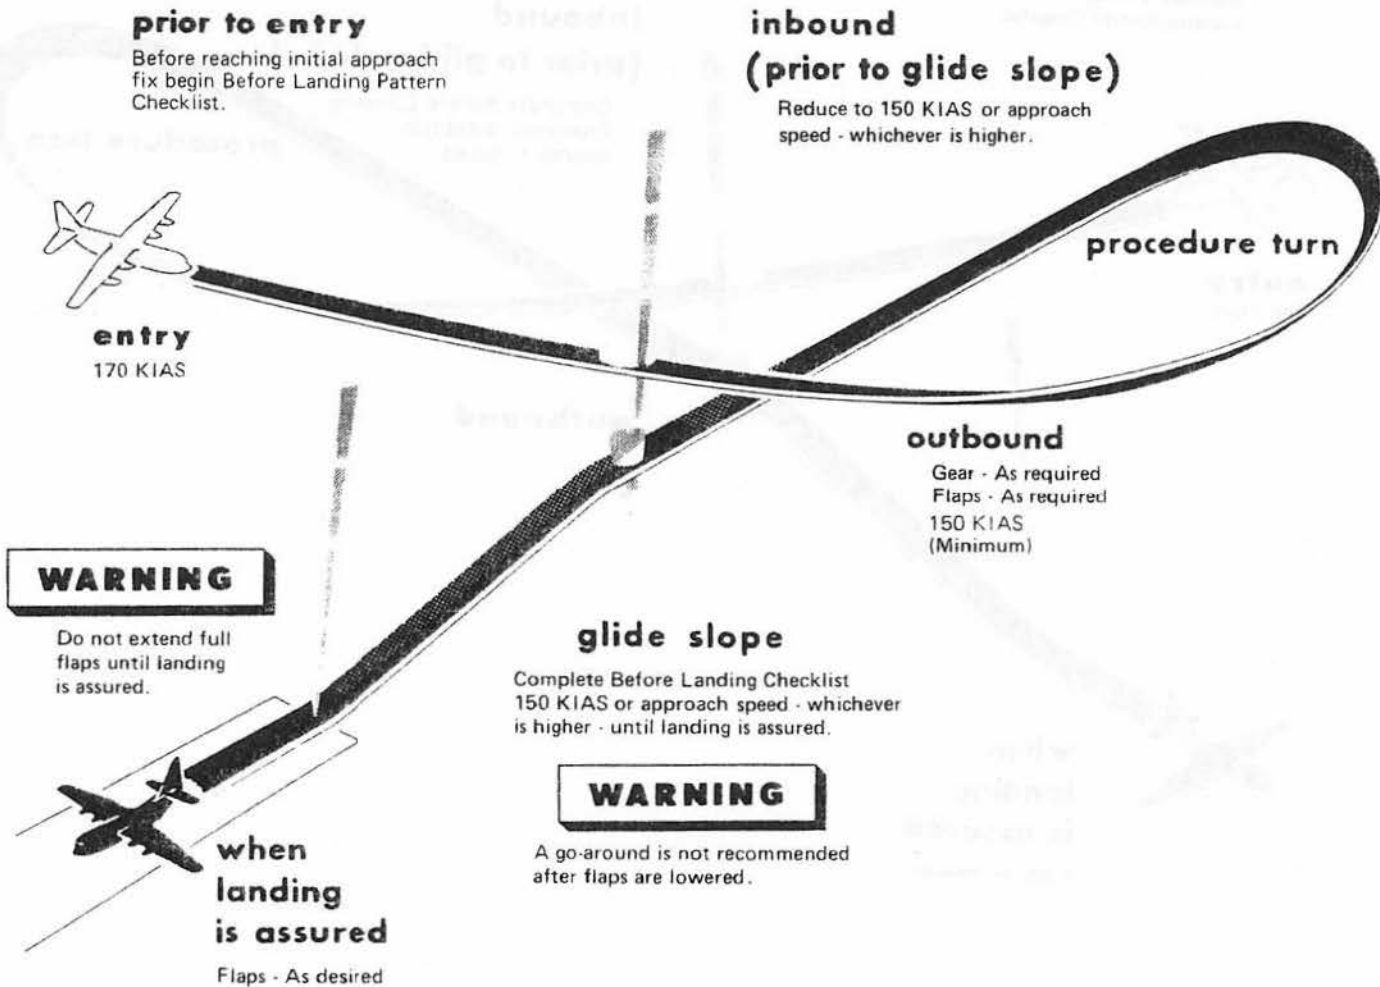 prior to entry
Before reaching initial approach
fix begin Before Landing Pattern
Checklist.
inbound
(prior to glide slope)
Reduce to 150 KIAS or approach
speed - whichever is higher.
procedure turn
entry
170 KIAS
outbound
Gear - As required
Flaps - As required
150 KIAS
(Minimum)
WARNING
Do not extend full
flaps until landing
is assured.
glide slope
Complete Before Landing Checklist
150 KIAS or approach speed - whichever
is higher - until landing is assured.
WARNING
A go-around is not recommended
after flaps are lowered.
when
landing
is assured
Flaps - As desired